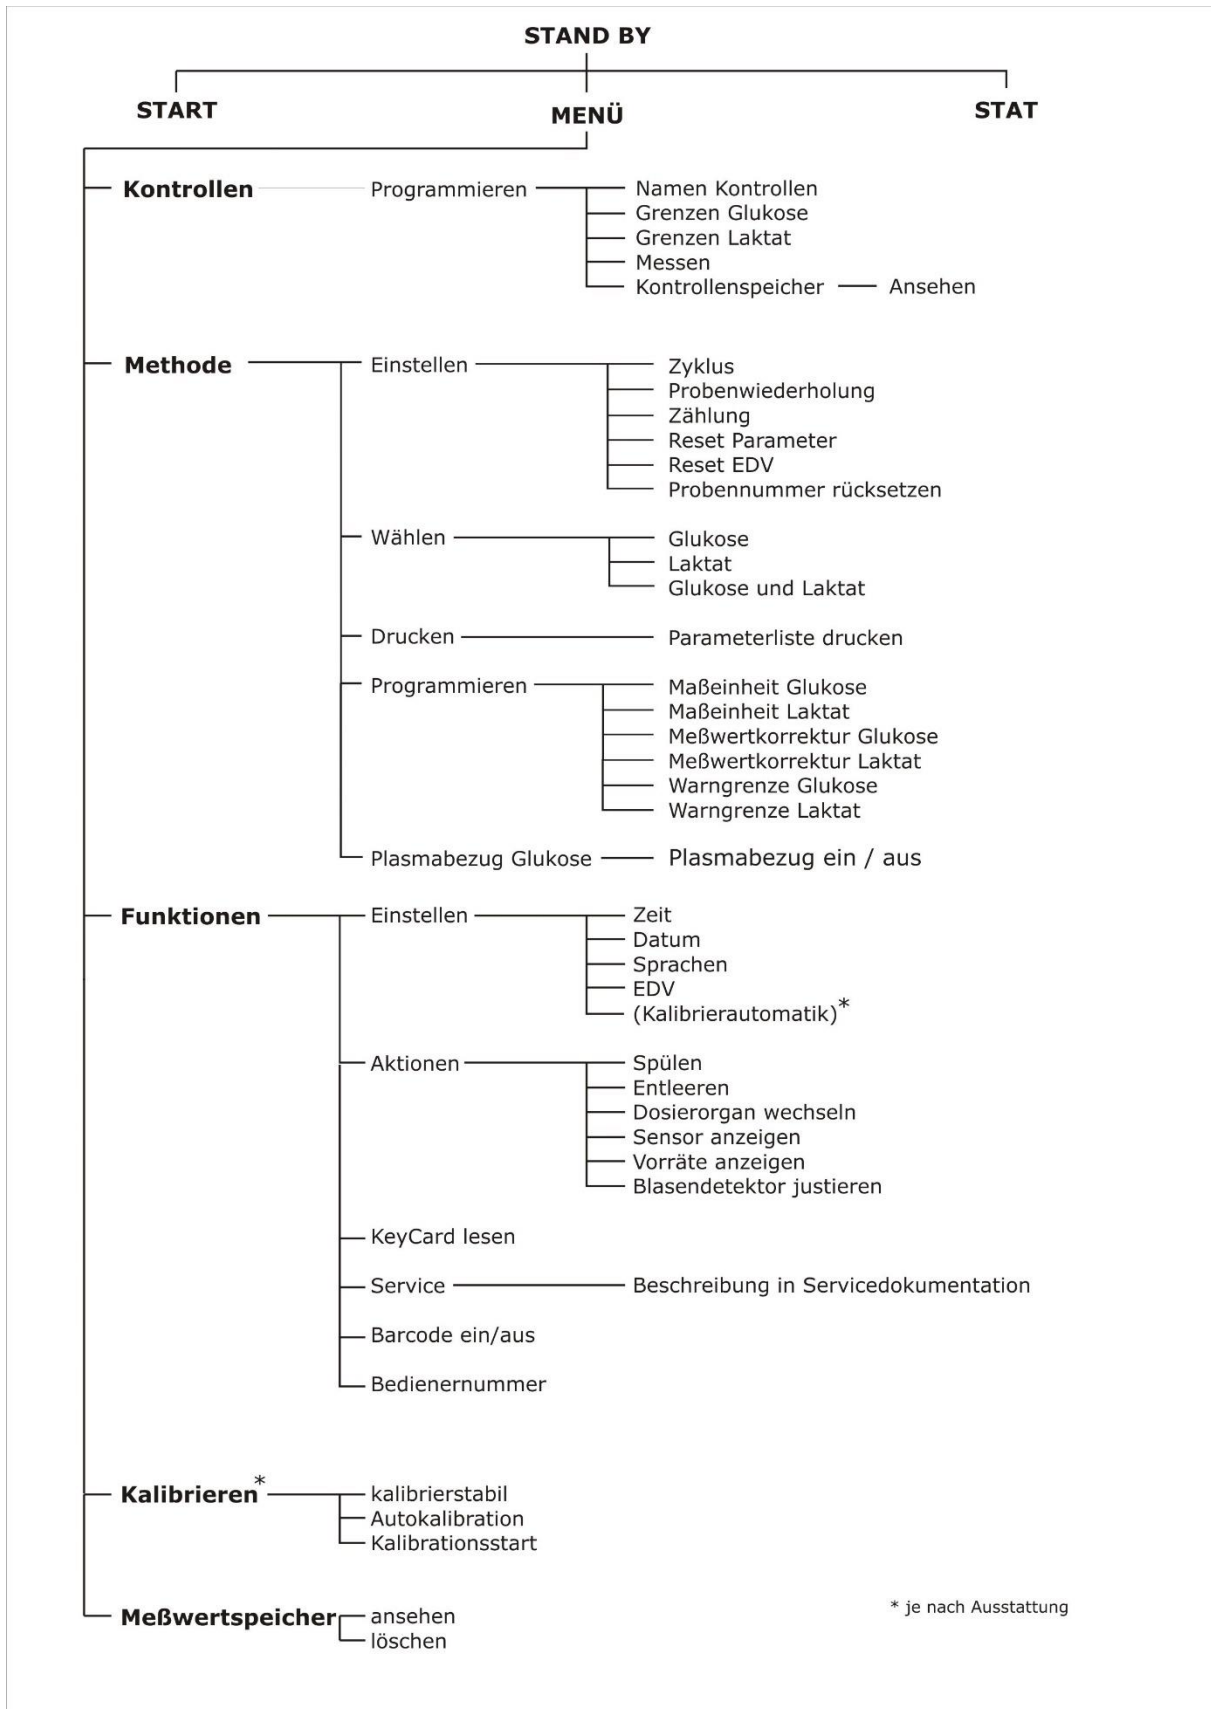 STAND BY
START MENÜ STAT
Kontrollen Programmieren Namen Kontrollen
Grenzen Glukose
Grenzen Laktat
Messen
Kontrollenspeicher Ansehen
Methode Einstellen Zyklus
Probenwiederholung
Zählung
Reset Parameter
Reset EDV
Probennummer rücksetzen
Wählen Glukose
Laktat
Glukose und Laktat
Drucken Parameterliste drucken
Programmieren Maßeinheit Glukose
Maßeinheit Laktat
Meßwertkorrektur Glukose
Meßwertkorrektur Laktat
Warngrenze Glukose
Warngrenze Laktat
Plasmabezug Glukose Plasmabezug ein / aus
Funktionen Einstellen Zeit
Datum
Sprachen
EDV
(Kalibrierautomatik)*
Aktionen Spülen
Entleeren
Dosierorgan wechseln
Sensor anzeigen
Vorräte anzeigen
Blasendetektor justieren
KeyCard lesen
Service Beschreibung in Servicedokumentation
Barcode ein/aus
Bedienernummer
Kalibrieren* kalibrierstabil
Autokalibration
Kalibrationsstart
Meßwertspeicher ansehen
löschen
* je nach Ausstattung